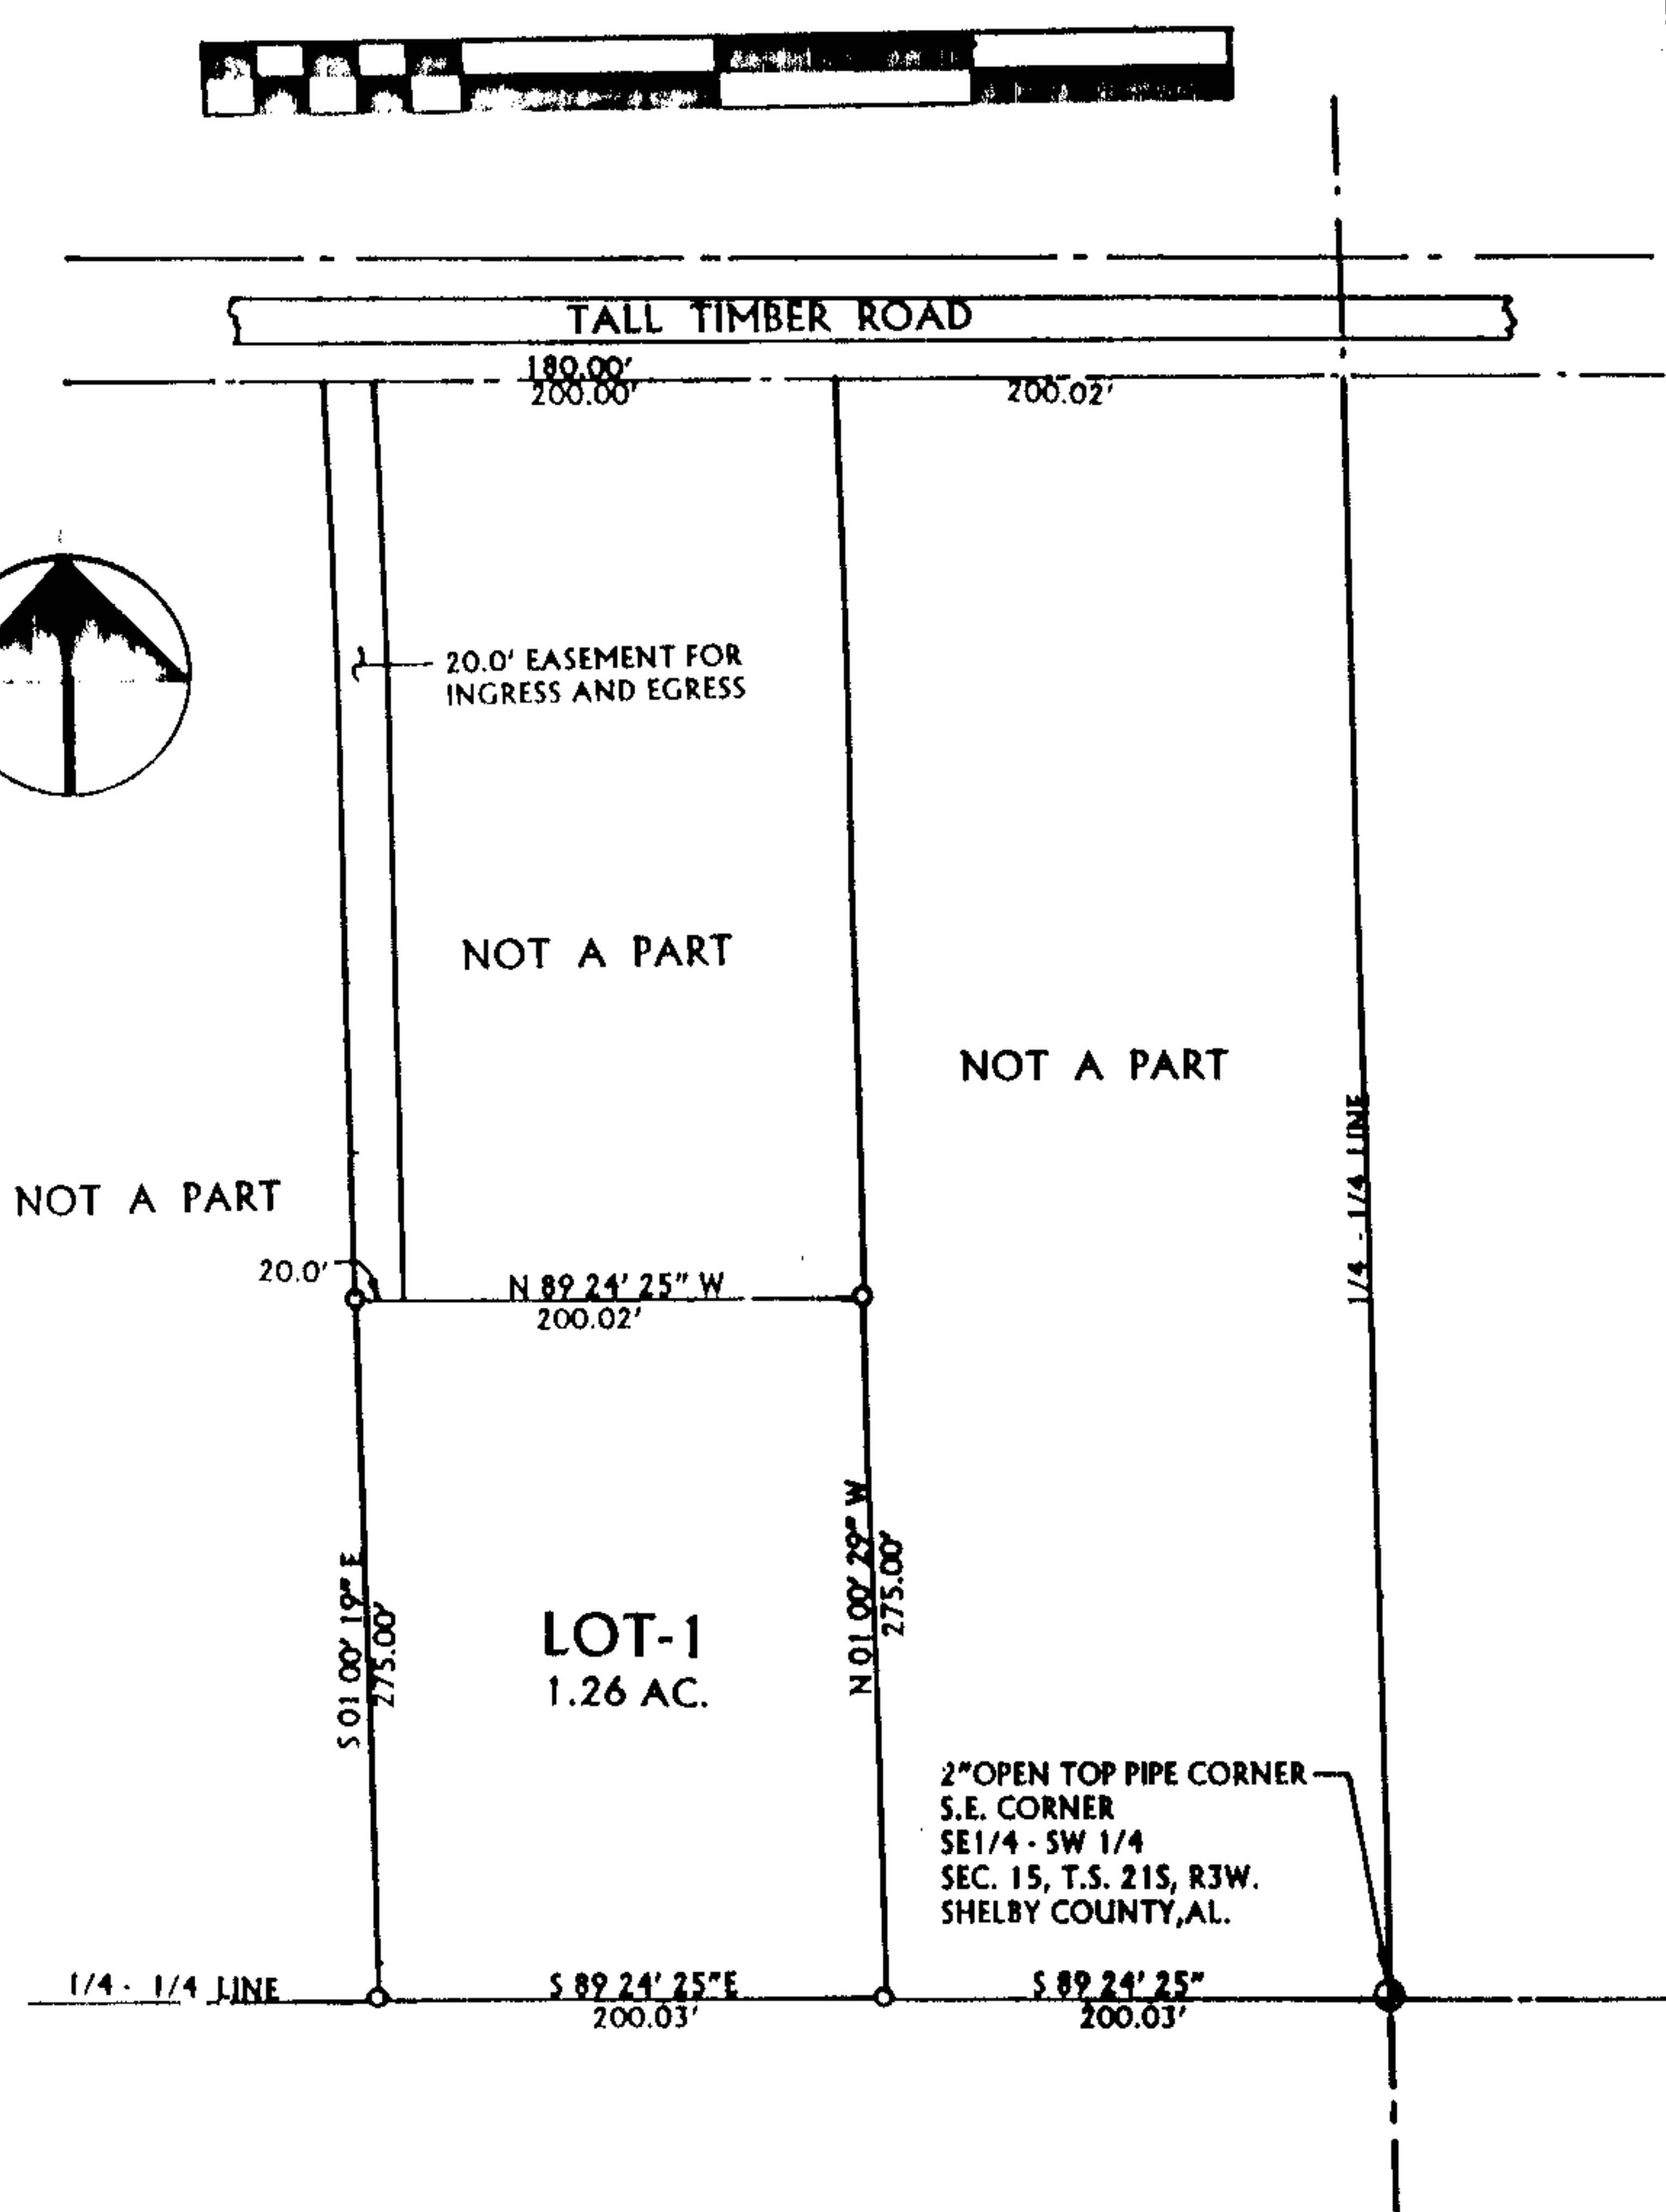 TALL TIMBER ROAD
180.00'
200.00'
200.02'
20.0' EASEMENT FOR
INGRESS AND EGRESS
NOT A PART
NOT A PART
1/4 - 1/4 LINE
NOT A PART
20.0'
N 89 24' 25" W
200.02'
S 01 00' 19" E
275.00'
LOT-1
1.26 AC.
N 01 00' 29" W
275.00'
2"OPEN TOP PIPE CORNER
S.E. CORNER
SE1/4 - SW 1/4
SEC. 15, T.S. 21S, R3W.
SHELBY COUNTY,AL.
1/4 - 1/4 LINE
S 89 24' 25"E
200.03'
S 89 24' 25"
200.03'